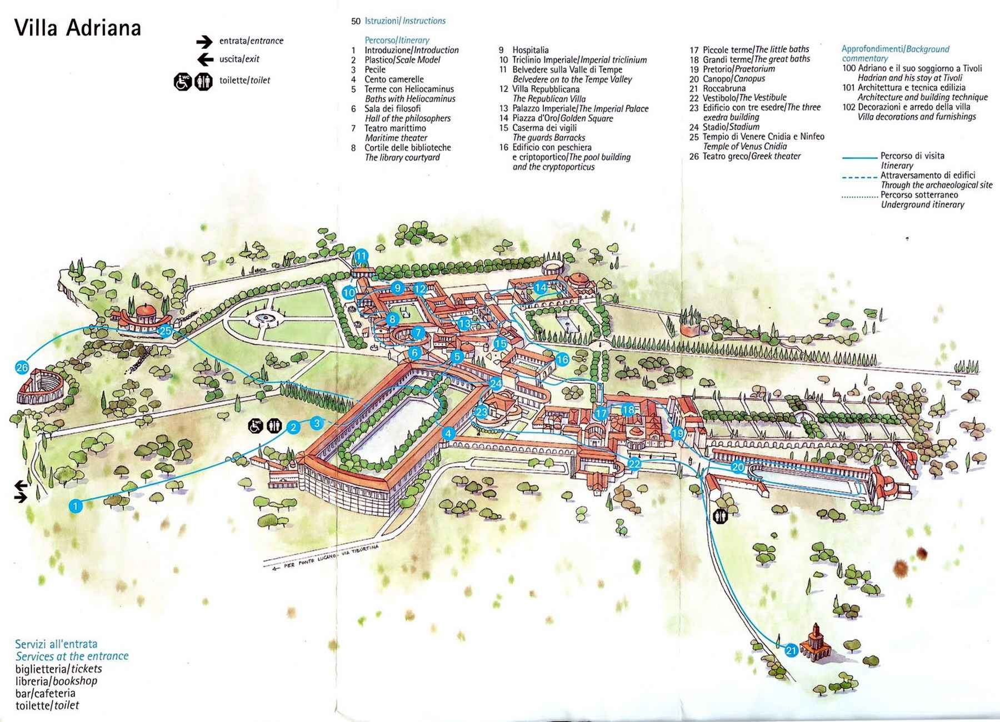 Villa Adriana
entrata/entrance
uscita/exit
WC
toilette/toilet
50 Istruzioni/Instructions
Percorso/Itinerary
1 Introduzione/Introduction
2 Plastico/Scale Model
3 Pecile
4 Cento camerelle
5 Terme con Heliocaminus
Baths with Heliocaminus
6 Sala dei filosofi
Hall of the philosophers
7 Teatro marittimo
Maritime theater
8 Cortile delle biblioteche
The library courtyard
9 Hospitalia
10 Triclinio Imperiale/Imperial triclinium
11 Belvedere sulla Valle di Tempe
Belvedere on to the Tempe Valley
12 Villa Repubblicana
The Republican Villa
13 Palazzo Imperiale/The Imperial Palace
14 Piazza d'Oro/Golden Square
15 Caserma dei vigili
The guards Barracks
16 Edificio con peschiera
e criptoportico/The pool building
and the cryptoporticus
17 Piccole terme/The little baths
18 Grandi terme/The great baths
19 Pretorio/Praetorium
20 Canopo/Canopus
21 Roccabruna
22 Vestibolo/The Vestibule
23 Edificio con tre esedre/The three
exedra building
24 Stadio/Stadium
25 Tempio di Venere Cnidia e Ninfeo
Temple of Venus Cnidia
26 Teatro greco/Greek theater
Approfondimenti/Background
commentary
100 Adriano e il suo soggiorno a Tivoli
Hadrian and his stay at Tivoli
101 Architettura e tecnica edilizia
Architecture and building technique
102 Decorazioni e arredo della villa
Villa decorations and furnishings
Percorso di visita
Itinerary
Attraversamento di edifici
Through the archaeological site
Percorso sotterraneo
Underground itinerary
11
10
9
12
14
8
13
25
7
15
6
5
16
26
24
17
18
23
2
3
WC
4
19
22
20
1
PER PONTE LUCANO - VIA TIBURTINA
21
Servizi all'entrata
Services at the entrance
biglietteria/tickets
libreria/bookshop
bar/cafeteria
toilette/toilet